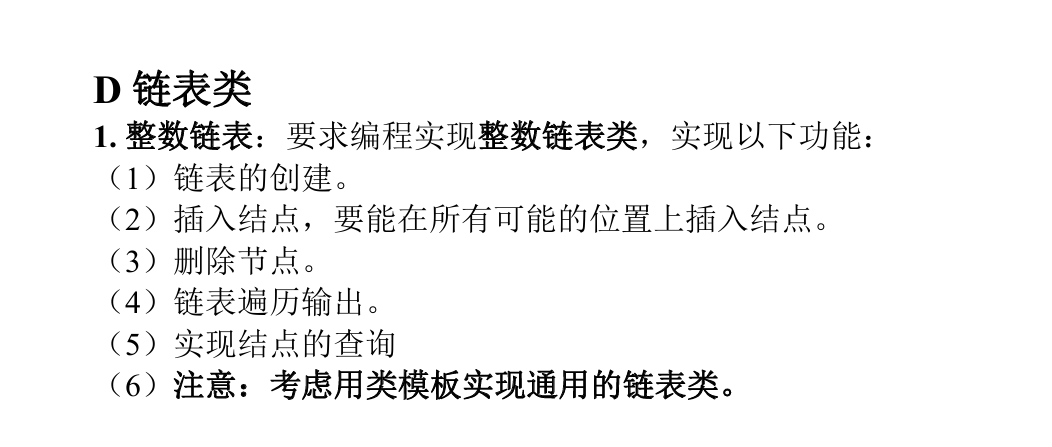 D 链表类
1. 整数链表：要求编程实现整数链表类，实现以下功能：
（1）链表的创建。
（2）插入结点，要能在所有可能的位置上插入结点。
（3）删除节点。
（4）链表遍历输出。
（5）实现结点的查询
（6）注意：考虑用类模板实现通用的链表类。